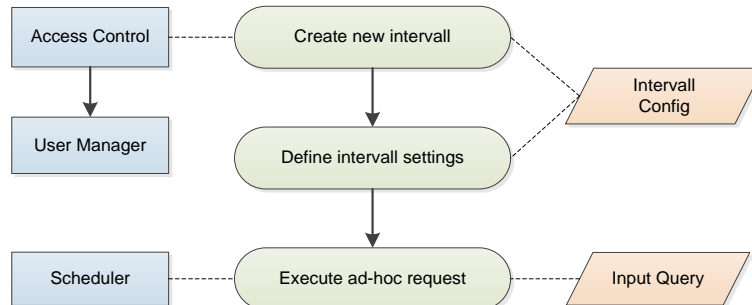 Access Control
Create new intervall
Intervall
Config
User Manager
Define intervall settings
Scheduler
Execute ad-hoc request
Input Query